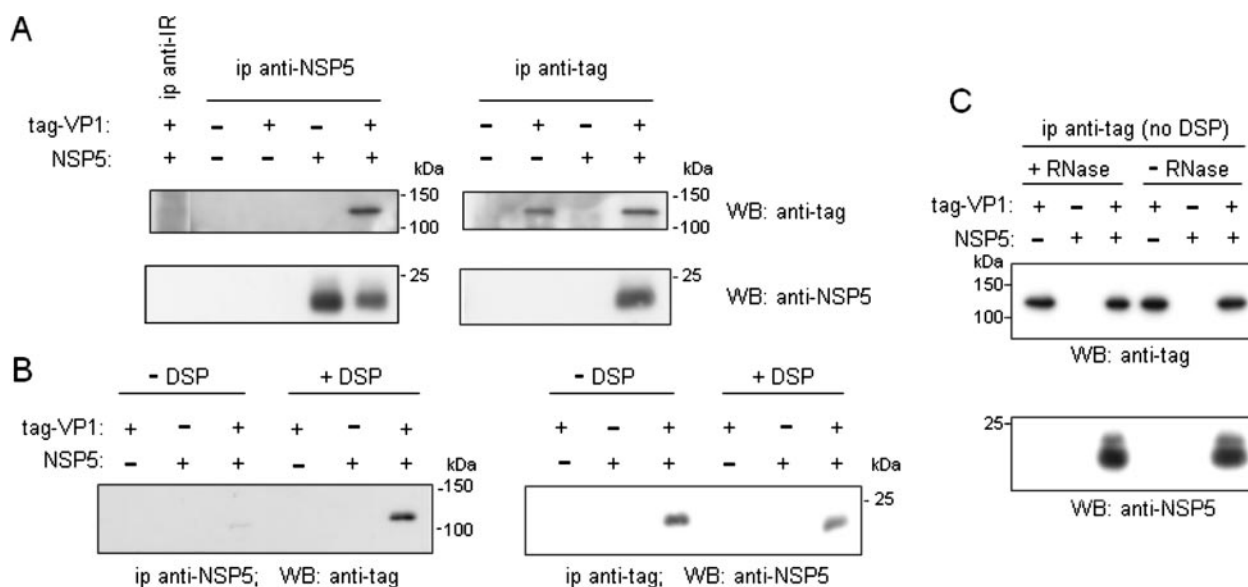 A
ip anti-IR
ip anti-NSP5
ip anti-tag
tag-VP1: + - + - + - + - +
NSP5: + - - + + - - + +
kDa kDa
- 150 - 150
- 100 - 100
WB: anti-tag
- 25 - 25
WB: anti-NSP5
B
- DSP + DSP - DSP + DSP
tag-VP1: + - + + - + + - + + - +
NSP5: - + + - + + - + + - + +
kDa kDa
-150 - 25
-100
ip anti-NSP5; WB: anti-tag ip anti-tag; WB: anti-NSP5
C
ip anti-tag (no DSP)
+ RNase - RNase
tag-VP1: + - + + - +
NSP5: - + + - + +
kDa
150-
100-
WB: anti-tag
25-
WB: anti-NSP5